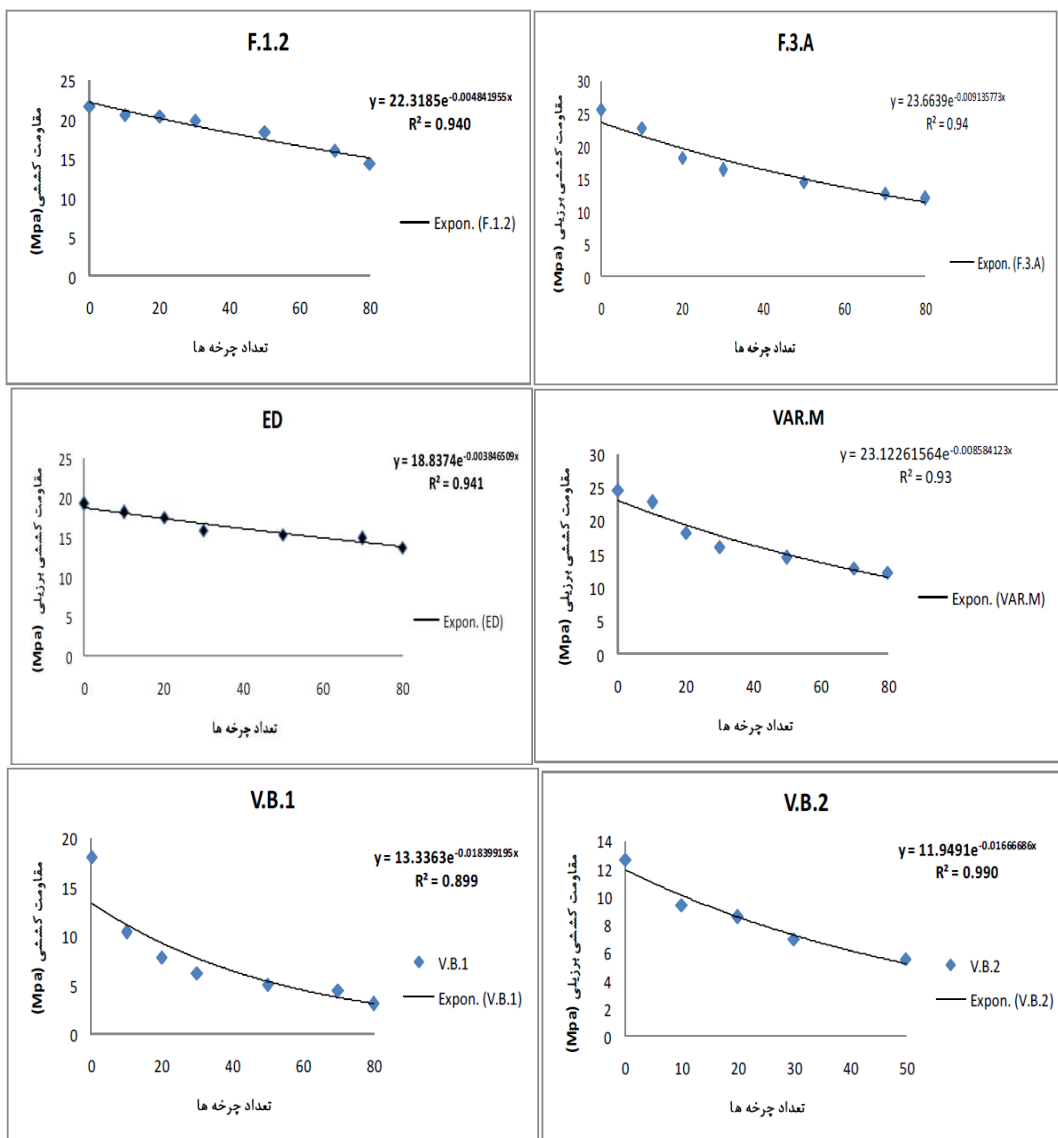 F.1.2
25
20
15
10
5
0
0 20 40 60 80
مقاومت کششی(Mpa)
تعداد چرخه ها
y = 22.3185e-0.004841955x
R² = 0.940
Expon. (F.1.2)
F.3.A
30
25
20
15
10
5
0
0 20 40 60 80
مقاومت کششی برزیلی (Mpa)
تعداد چرخه ها
y = 23.6639e-0.009135773x
R² = 0.94
Expon. (F.3.A)
ED
25
20
15
10
5
0
0 20 40 60 80
مقاومت کششی برزیلی (Mpa)
تعداد چرخه ها
y = 18.8374e-0.003846509x
R² = 0.941
Expon. (ED)
VAR.M
30
25
20
15
10
5
0
0 20 40 60 80
مقاومت کششی برزیلی (Mpa)
تعداد چرخه ها
y = 23.12261564e-0.008584123x
R² = 0.93
Expon. (VAR.M)
V.B.1
20
15
10
5
0
0 20 40 60 80
مقاومت کششی (Mpa)
تعداد چرخه ها
y = 13.3363e-0.018399195x
R² = 0.899
V.B.1
Expon. (V.B.1)
V.B.2
14
12
10
8
6
4
2
0
0 10 20 30 40 50
مقاومت کششی برزیلی (Mpa)
تعداد چرخه ها
y = 11.9491e-0.01666686x
R² = 0.990
V.B.2
Expon. (V.B.2)